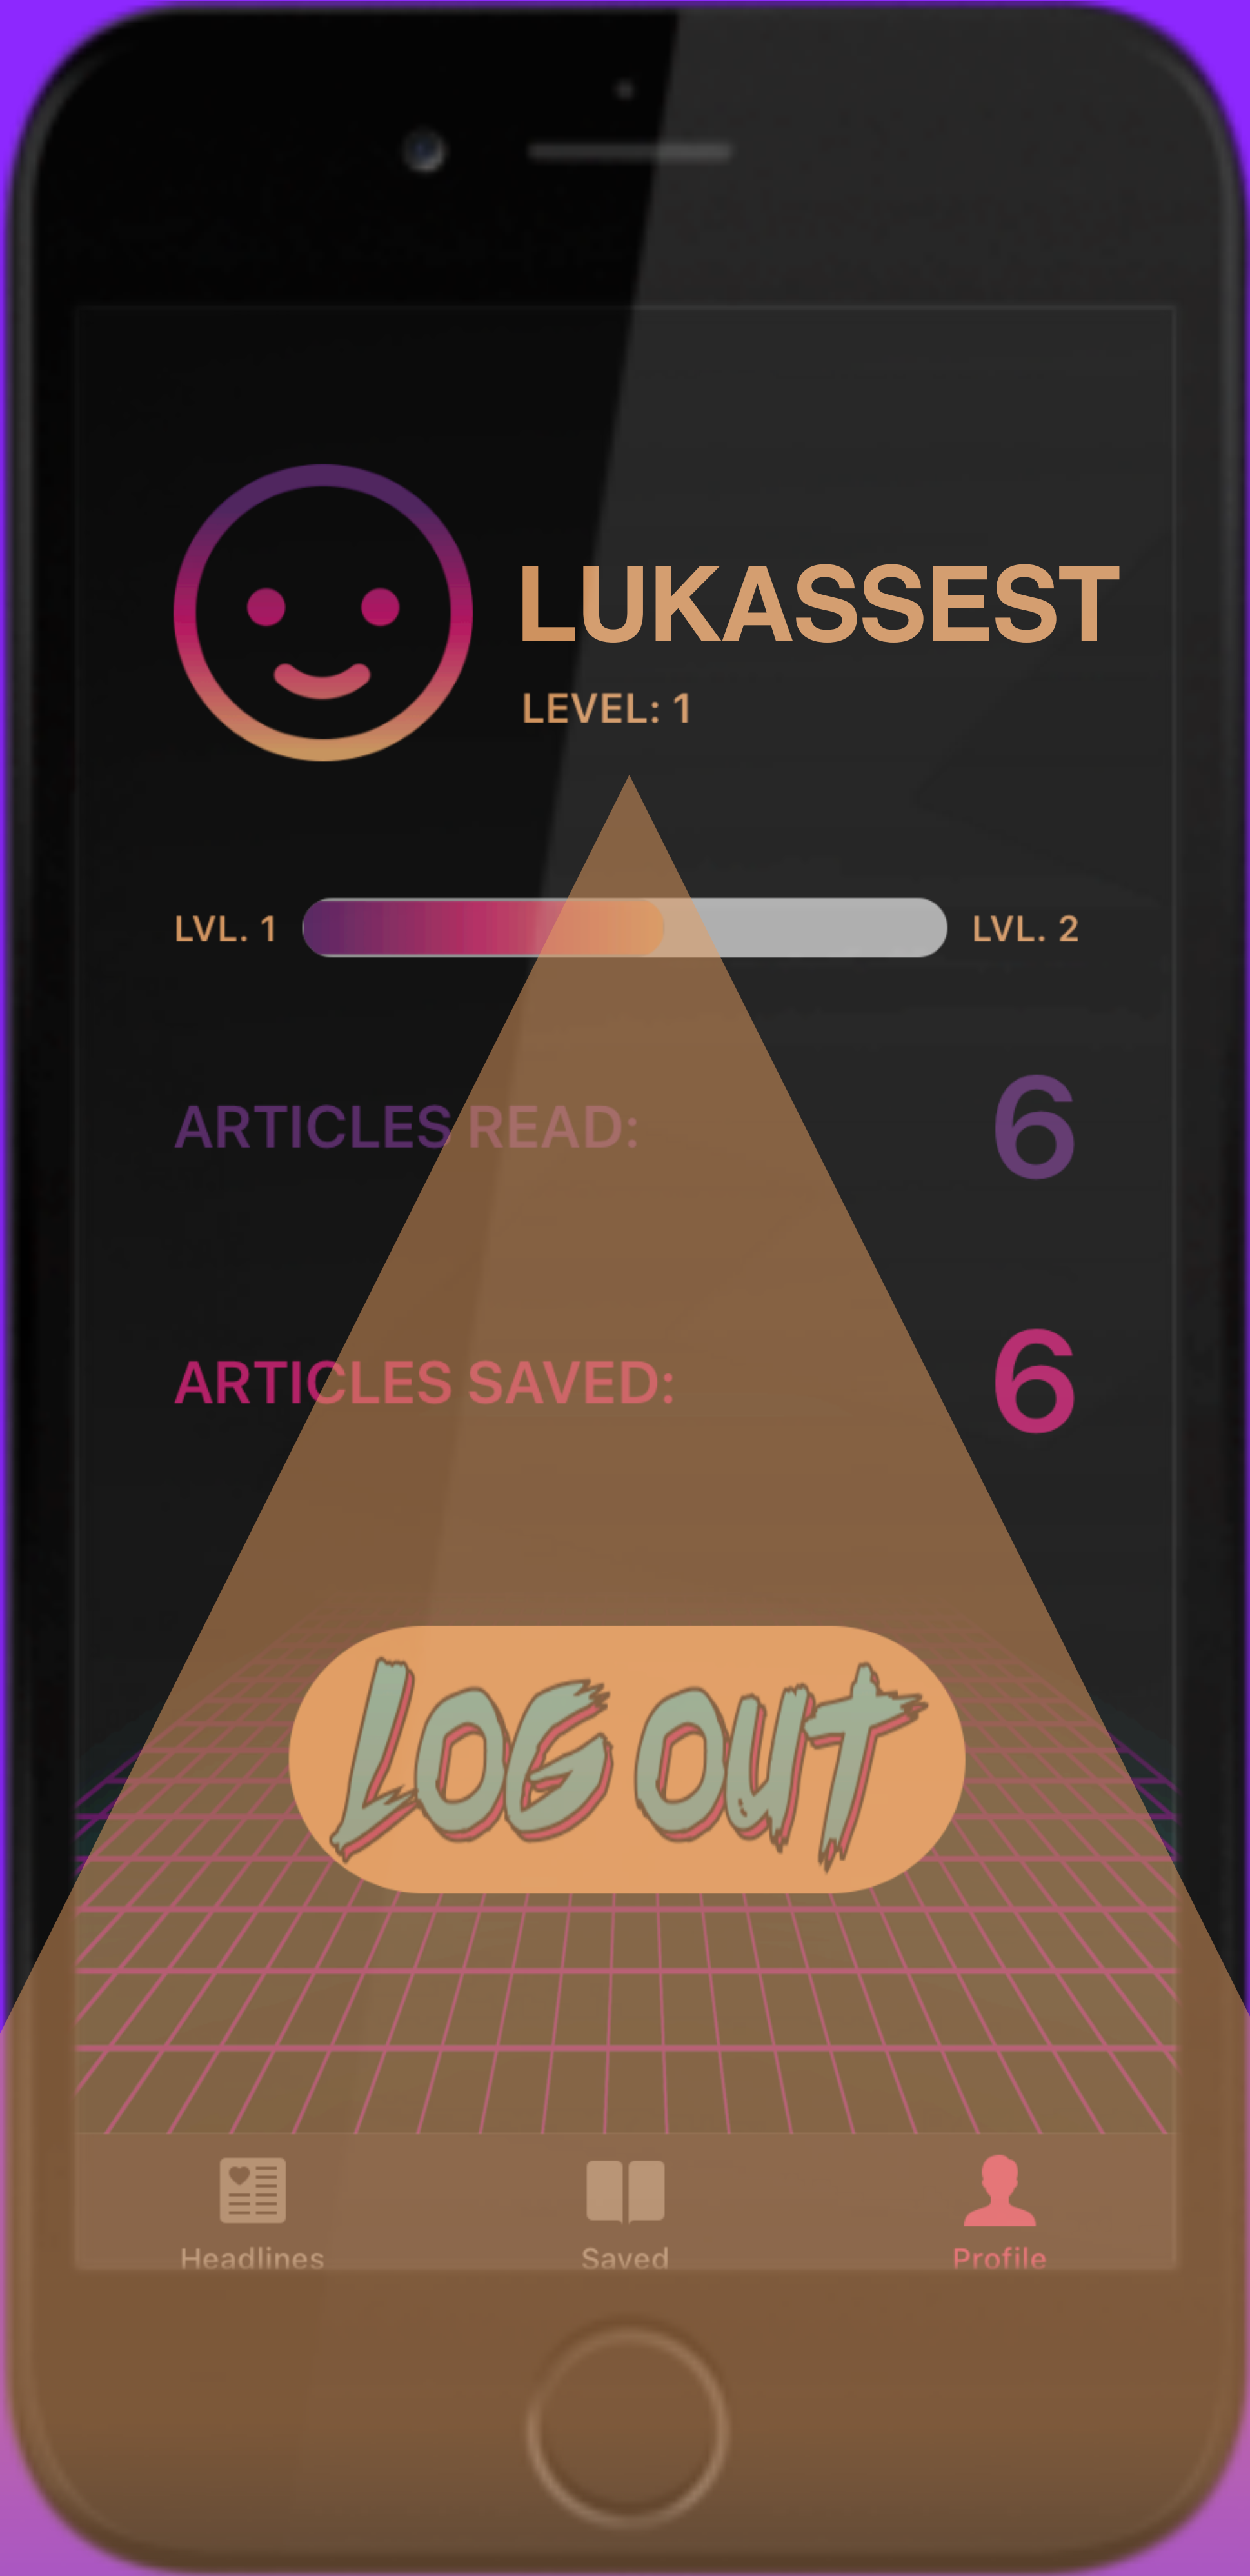 LUKASSEST
LEVEL: 1
LVL. 1 LVL. 2
ARTICLES READ: 6
ARTICLES SAVED: 6
LOG OUT
Headlines Saved Profile